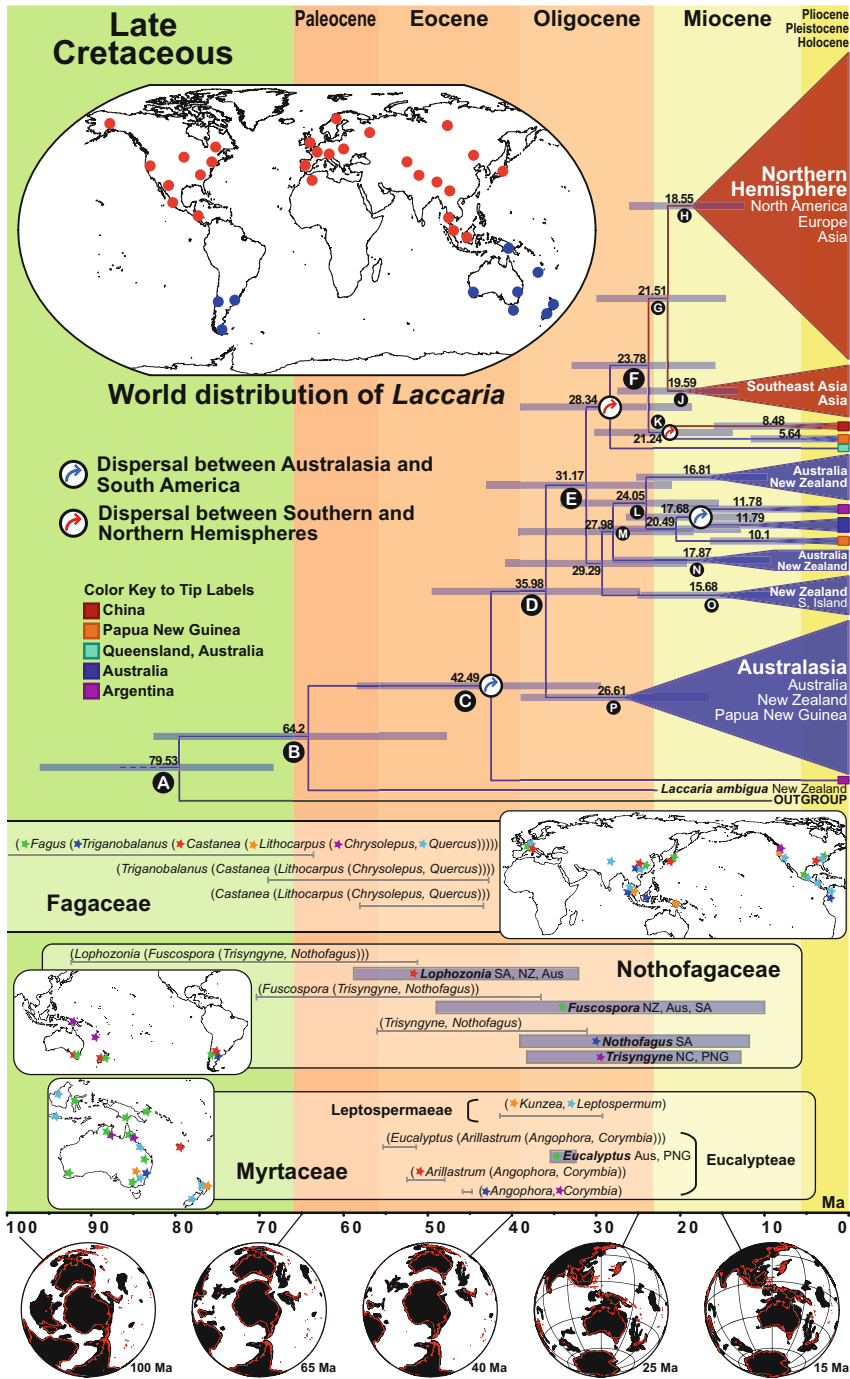 Late
Cretaceous
Paleocene
Eocene
Oligocene
Miocene
Pliocene
Pleistocene
Holocene
World distribution of Laccaria
Dispersal between Australasia and
South America
Dispersal between Southern and
Northern Hemispheres
Color Key to Tip Labels
China
Papua New Guinea
Queensland, Australia
Australia
Argentina
18.55
H
Northern
Hemisphere
North America
Europe
Asia
21.51
G
23.78
F
19.59
J
Southeast Asia
Asia
28.34
K
8.48
21.24
5.64
31.17
E
16.81
Australia
New Zealand
24.05
L
17.68
11.78
20.49
11.79
27.98
M
10.1
29.29
17.87
N
Australia
New Zealand
35.98
D
15.68
O
New Zealand
S. Island
42.49
C
26.61
P
Australasia
Australia
New Zealand
Papua New Guinea
64.2
B
79.53
A
Laccaria ambigua New Zealand
OUTGROUP
(Fagus (Triganobalanus (Castanea (Lithocarpus (Chrysolepus, Quercus)))))
(Triganobalanus (Castanea (Lithocarpus (Chrysolepus, Quercus))))
(Castanea (Lithocarpus (Chrysolepus, Quercus)))
Fagaceae
(Lophozonia (Fuscospora (Trisyngyne, Nothofagus)))
Nothofagaceae
Lophozonia SA, NZ, Aus
(Fuscospora (Trisyngyne, Nothofagus))
Fuscospora NZ, Aus, SA
(Trisyngyne, Nothofagus)
Nothofagus SA
Trisyngyne NC, PNG
Leptospermaeae
(Kunzea, Leptospermum)
(Eucalyptus (Arillastrum (Angophora, Corymbia)))
Eucalyptus Aus, PNG
Eucalypteae
Myrtaceae
(Arillastrum (Angophora, Corymbia))
(Angophora, Corymbia)
Ma
100 90 80 70 60 50 40 30 20 10 0
100 Ma
65 Ma
40 Ma
25 Ma
15 Ma